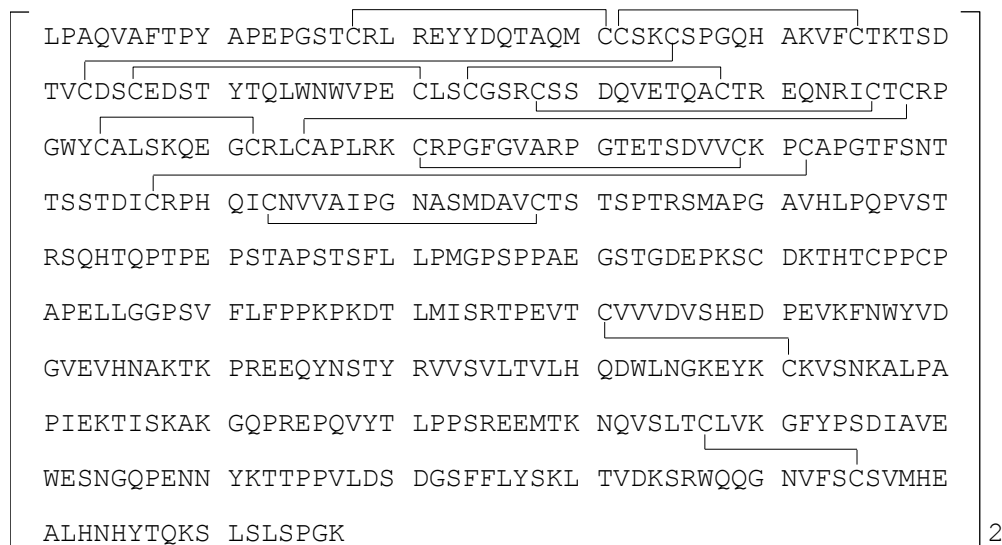 LPAQVAFTPY APEPGSTCRL REYYDQTAQM CCSKCSPGQH AKVFCTKTSD
TVCDSCEDST YTQLWNWVPE CLSCGSRCSS DQVETQACTR EQNRICTCRP
GWYCALSKQE GCRLCAPLRK CRPGFGVARP GTETSDVVCK PCAPGTFSNT
TSSTDICRPH QICNVVAIPG NASMDAVCTS TSPTRSMAPG AVHLPQPVST
RSQHTQPTPE PSTAPSTSFL LPMGPSPPAE GSTGDEPKSC DKTHTCPPCP
APELLGGPSV FLFPPKPKDT LMISRTPEVT CVVVDVSHED PEVKFNWYVD
GVEVHNAKTK PREEQYNSTY RVVSVLTVLH QDWLNGKEYK CKVSNKALPA
PIEKTISKAK GQPREPQVYT LPPSREEMTK NQVSLTCLVK GFYPSDIAVE
WESNGQPENN YKTTPPVLDS DGSFFLYSKL TVDKSRWQQG NVFSCSVMHE
ALHNHYTQKS LSLSPGK
2